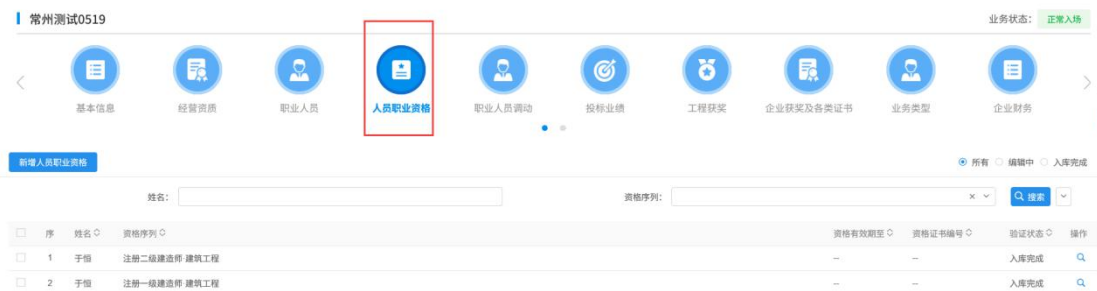 常州测试0519 业务状态： 正常入场
基本信息 经营资质 职业人员 人员职业资格 职业人员调动 投标业绩 工程获奖 企业获奖及各类证书 业务类型 企业财务
新增人员职业资格 所有 编辑中 入库完成
姓名： 资格序列： 搜索
序 姓名 资格序列 资格有效期至 资格证书编号 验证状态 操作
1 于恒 注册二级建造师·建筑工程 -- -- 入库完成
2 于恒 注册一级建造师·建筑工程 -- -- 入库完成